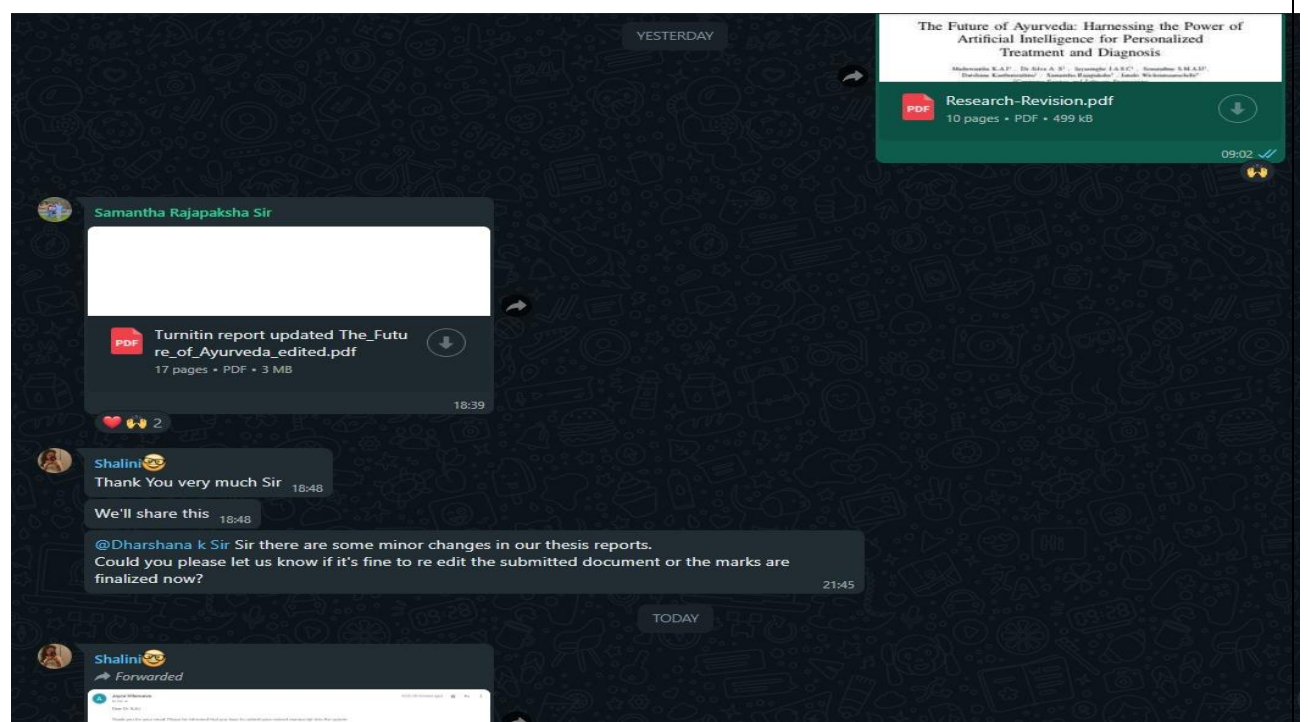 YESTERDAY
The Future of Ayurveda: Harnessing the Power of
Artificial Intelligence for Personalized
Treatment and Diagnosis
PDF
Research-Revision.pdf
10 pages • PDF • 499 kB
09:02
Samantha Rajapaksha Sir
PDF
Turnitin report updated The_Futu
re_of_Ayurveda_edited.pdf
17 pages • PDF • 3 MB
18:39
2
Shalini
Thank You very much Sir 18:48
We'll share this 18:48
@Dharshana k Sir Sir there are some minor changes in our thesis reports.
Could you please let us know if it's fine to re edit the submitted document or the marks are
finalized now?
21:45
TODAY
Shalini
Forwarded
A